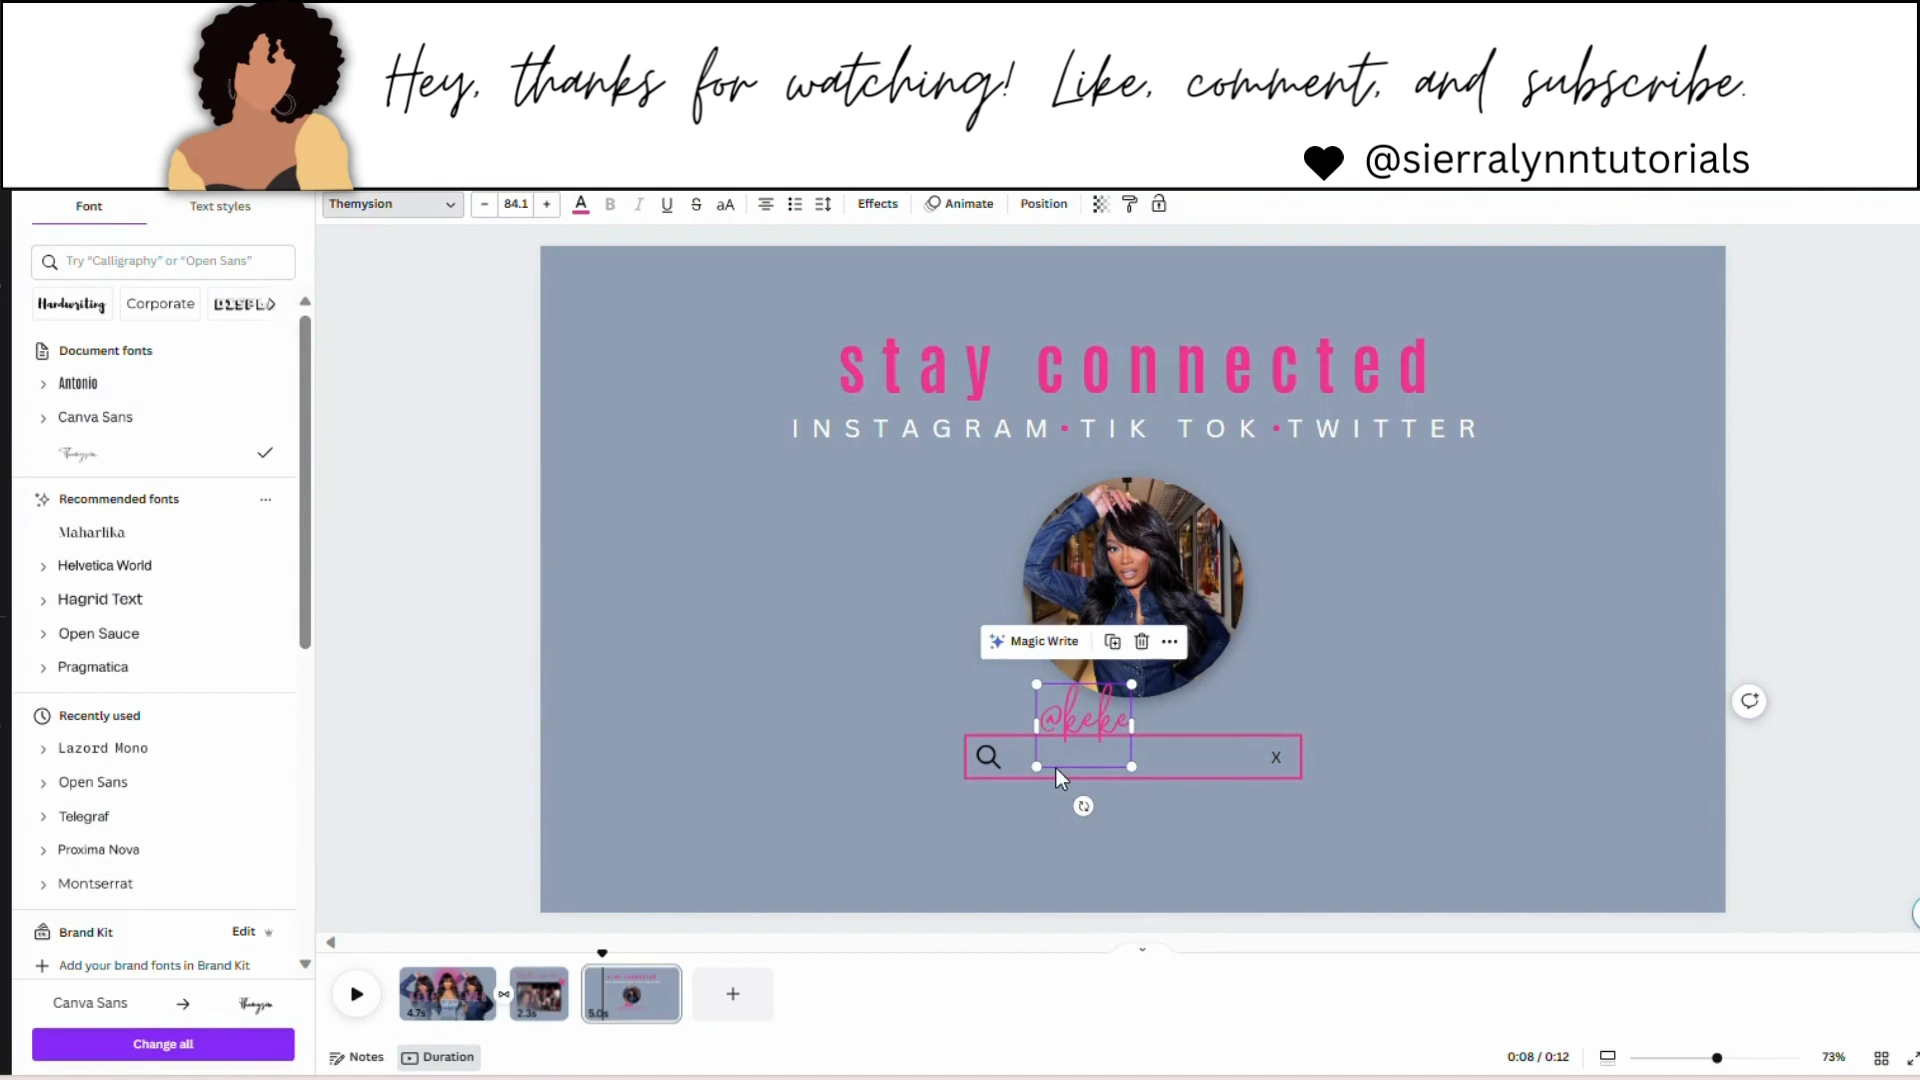 Hey, thanks for watching! Like, comment, and subscribe.
@sierralynntutorials
Font
Text styles
Themysion
- 84.1 +
A B I U S aA
Effects
Animate
Position
Try “Calligraphy” or “Open Sans”
Handwriting
Corporate
Document fonts
Antonio
Canva Sans
Themysion
Recommended fonts
Maharlika
Helvetica World
Hagrid Text
Open Sauce
Pragmatica
Recently used
Lazord Mono
Open Sans
Telegraf
Proxima Nova
Montserrat
Brand Kit
Edit
+ Add your brand fonts in Brand Kit
Canva Sans → Themysion
Change all
stay connected
INSTAGRAM•TIK TOK•TWITTER
Magic Write
@keke
X
4.7s
2.3s
5.0s
+
Notes
Duration
0:08 / 0:12
73%